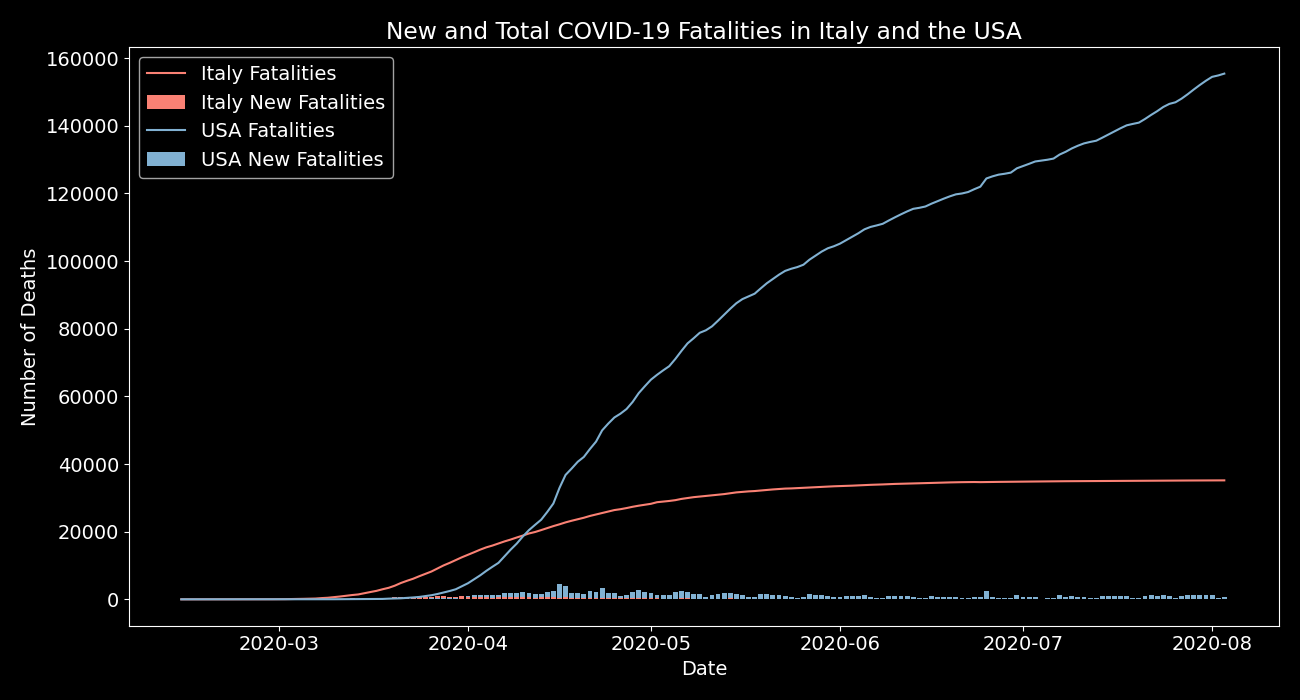 New and Total COVID-19 Fatalities in Italy and the USA
160000
140000
120000
100000
80000
60000
40000
20000
0
Number of Deaths
Italy Fatalities
Italy New Fatalities
USA Fatalities
USA New Fatalities
2020-03 2020-04 2020-05 2020-06 2020-07 2020-08
Date